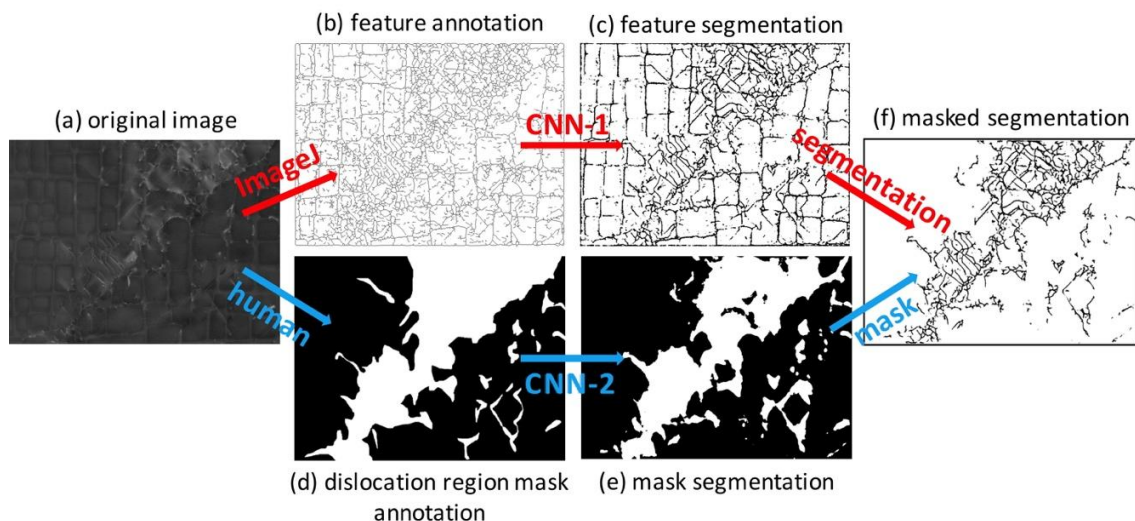 (a) original image
(b) feature annotation
(c) feature segmentation
ImageJ
CNN-1
segmentation
(f) masked segmentation
human
CNN-2
mask
(d) dislocation region mask
annotation
(e) mask segmentation